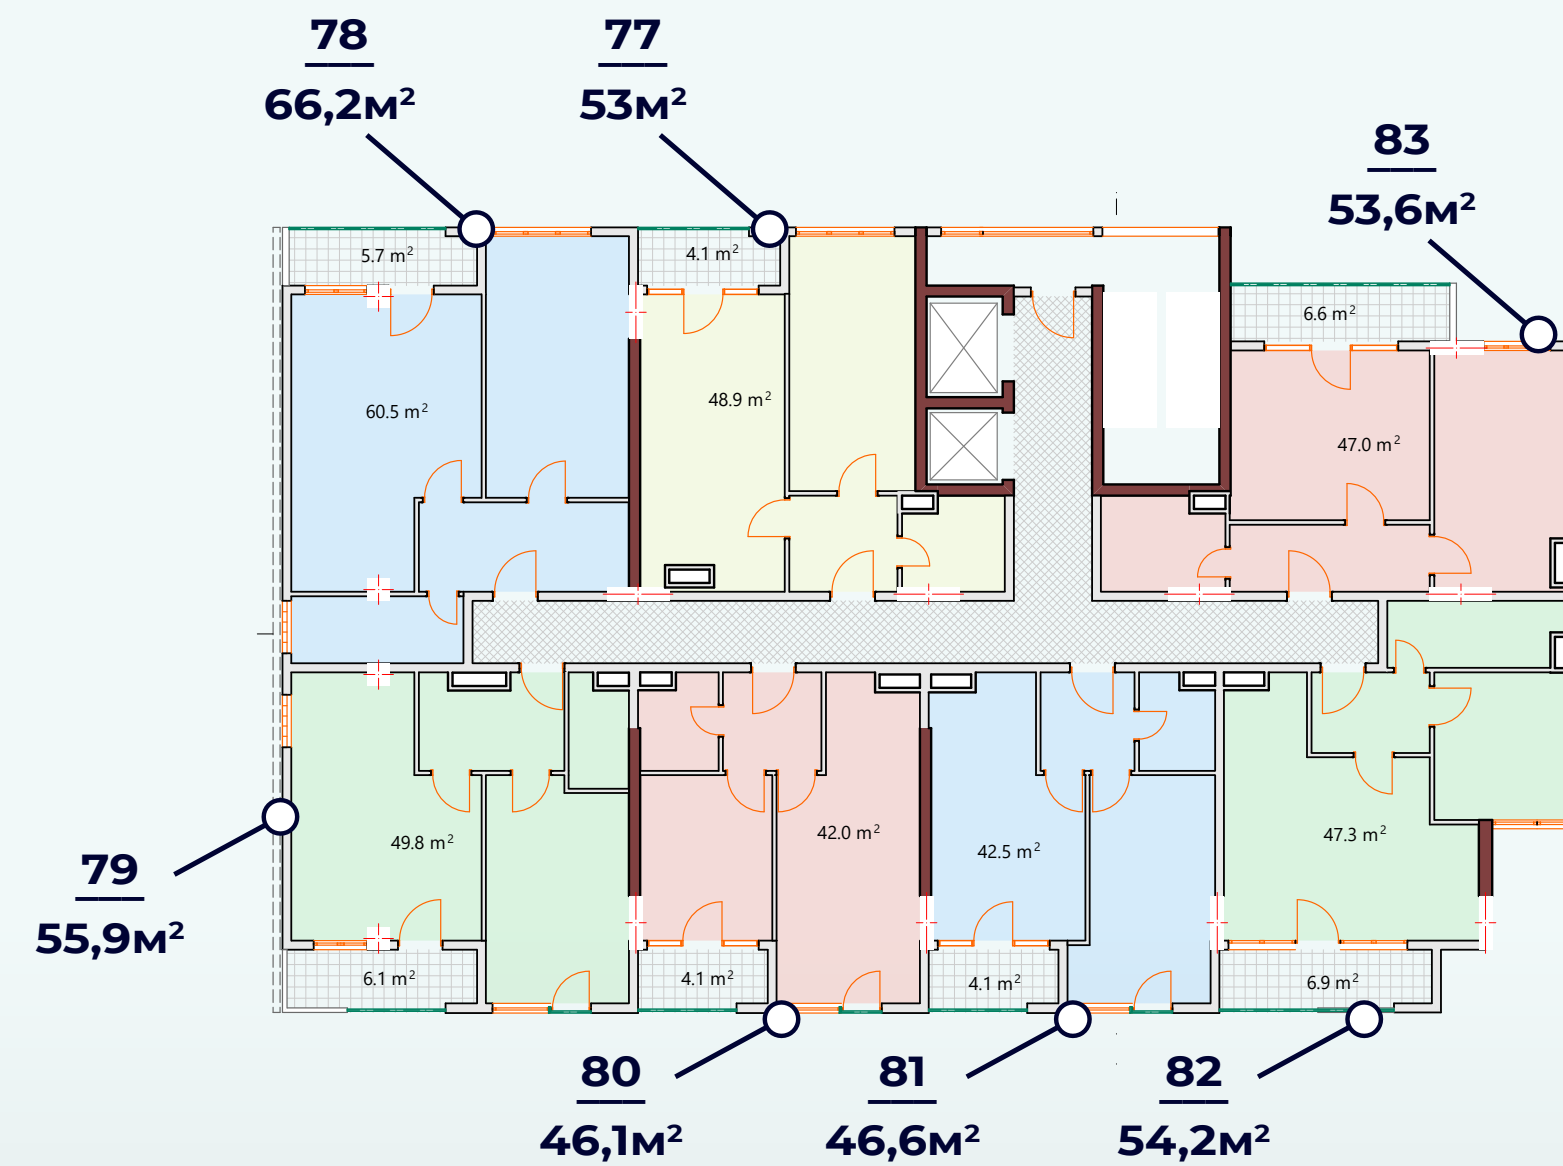 78
66,2м²
77
53м²
83
53,6м²
5.7 m²
4.1 m²
6.6 m²
60.5 m²
48.9 m²
47.0 m²
49.8 m²
42.0 m²
42.5 m²
47.3 m²
79
55,9м²
6.1 m²
4.1 m²
4.1 m²
6.9 m²
80
46,1м²
81
46,6м²
82
54,2м²